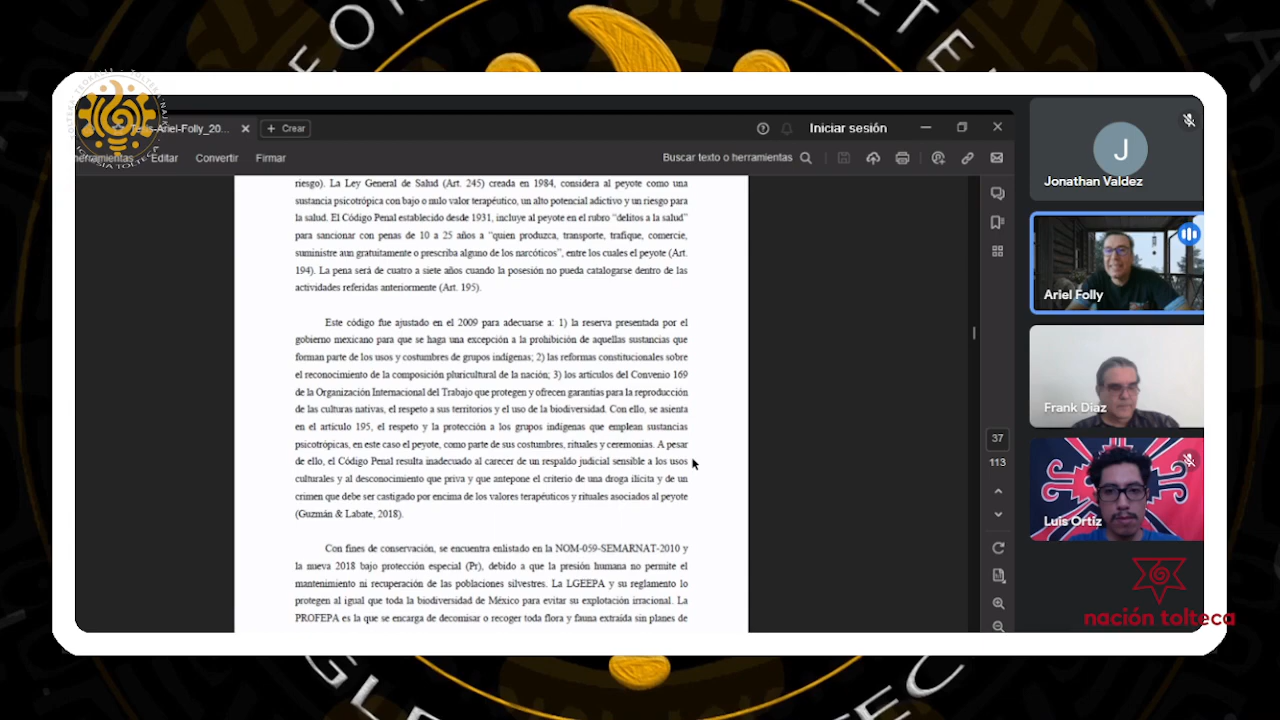 Tesis-Ariel-Folly_20...
Crear
Iniciar sesión
Editar
Convertir
Firmar
Buscar texto o herramientas
riesgo). La Ley General de Salud (Art. 245) creada en 1984, considera al peyote como una
sustancia psicotrópica con bajo o nulo valor terapéutico, un alto potencial adictivo y un riesgo para
la salud. El Código Penal establecido desde 1931, incluye al peyote en el rubro “delitos a la salud”
para sancionar con penas de 10 a 25 años a “quien produzca, transporte, trafique, comercie,
suministre aun gratuitamente o prescriba alguno de los narcóticos”, entre los cuales el peyote (Art.
194). La pena será de cuatro a siete años cuando la posesión no pueda catalogarse dentro de las
actividades referidas anteriormente (Art. 195).
Este código fue ajustado en el 2009 para adecuarse a: 1) la reserva presentada por el
gobierno mexicano para que se haga una excepción a la prohibición de aquellas sustancias que
forman parte de los usos y costumbres de grupos indígenas; 2) las reformas constitucionales sobre
el reconocimiento de la composición pluricultural de la nación; 3) los artículos del Convenio 169
de la Organización Internacional del Trabajo que protegen y ofrecen garantías para la reproducción
de las culturas nativas, el respeto a sus territorios y el uso de la biodiversidad. Con ello, se asienta
en el artículo 195, el respeto y la protección a los grupos indígenas que emplean sustancias
psicotrópicas, en este caso el peyote, como parte de sus costumbres, rituales y ceremonias. A pesar
de ello, el Código Penal resulta inadecuado al carecer de un respaldo judicial sensible a los usos
culturales y al desconocimiento que priva y que antepone el criterio de una droga ilícita y de un
crimen que debe ser castigado por encima de los valores terapéuticos y rituales asociados al peyote
(Guzmán & Labate, 2018).
Con fines de conservación, se encuentra enlistado en la NOM-059-SEMARNAT-2010 y
la nueva 2018 bajo protección especial (Pr), debido a que la presión humana no permite el
mantenimiento ni recuperación de las poblaciones silvestres. La LGEEPA y su reglamento lo
protegen al igual que toda la biodiversidad de México para evitar su explotación irracional. La
PROFEPA es la que se encarga de decomisar o recoger toda flora y fauna extraída sin planes de
37
113
J
Jonathan Valdez
Ariel Folly
Frank Diaz
Luis Ortiz
nación tolteca